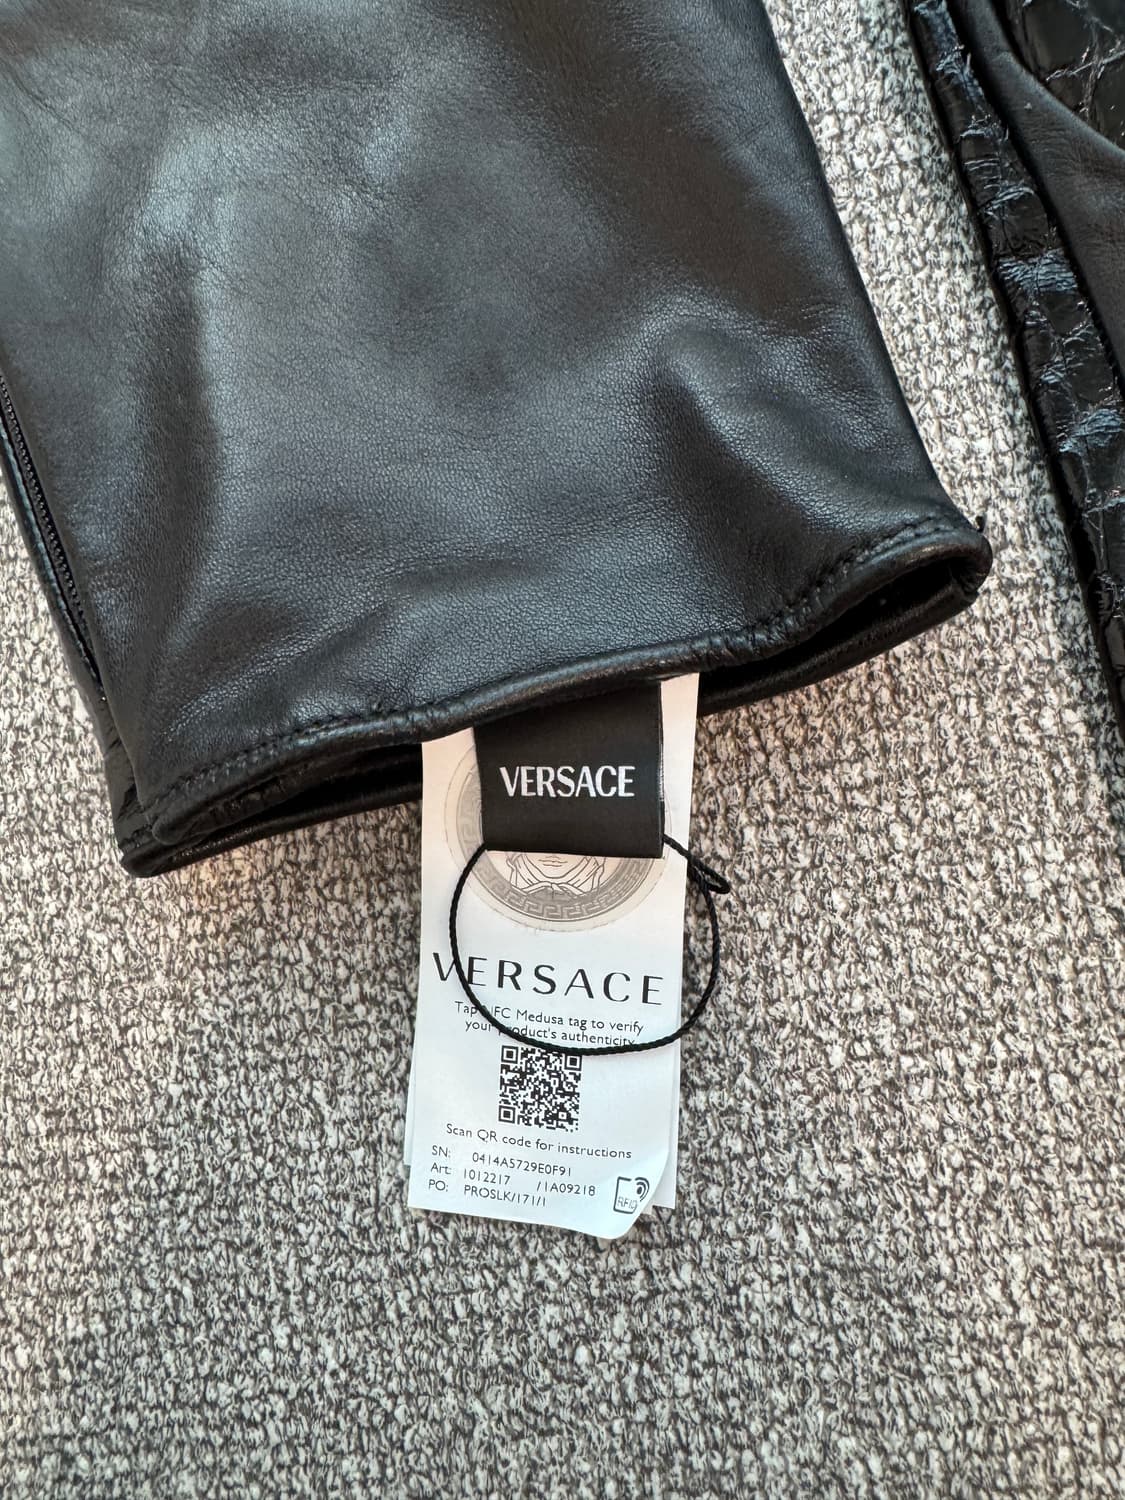 VERSACE
VERSACE
Tap NFC Medusa tag to verify
your product's authenticity
Scan QR code for instructions
SN: 0414A5729E0F91
Art: 1012217 /1A09218
PO: PROSLK/171/1
RFID